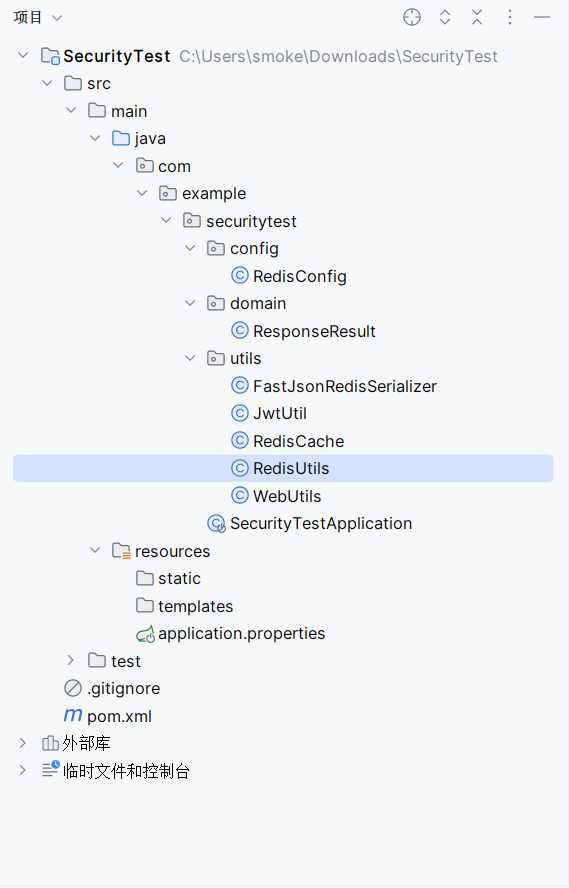 项目
SecurityTest C:\Users\smoke\Downloads\SecurityTest
src
main
java
com
example
securitytest
config
RedisConfig
domain
ResponseResult
utils
FastJsonRedisSerializer
JwtUtil
RedisCache
RedisUtils
WebUtils
SecurityTestApplication
resources
static
templates
application.properties
test
.gitignore
pom.xml
外部库
临时文件和控制台